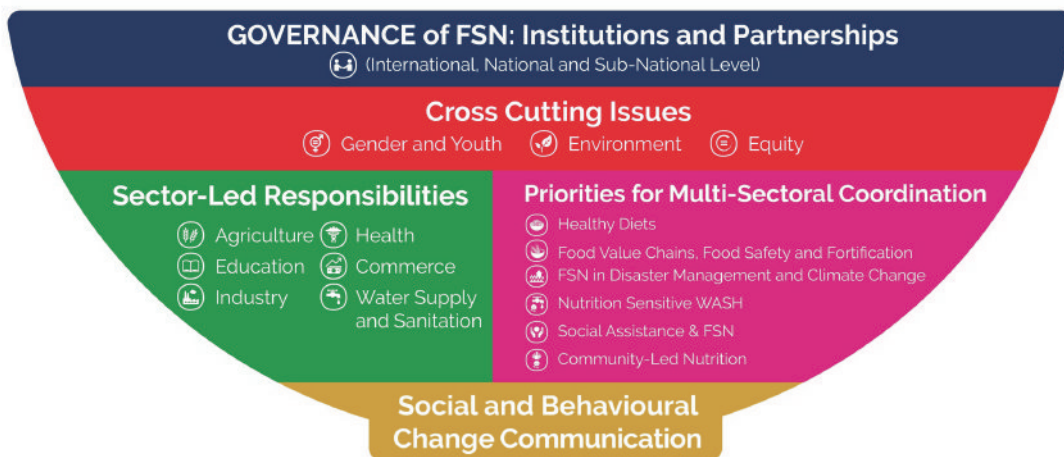 GOVERNANCE of FSN: Institutions and Partnerships
(International, National and Sub-National Level)
Cross Cutting Issues
Gender and Youth Environment Equity
Sector-Led Responsibilities
Agriculture Health
Education Commerce
Industry Water Supply
and Sanitation
Priorities for Multi-Sectoral Coordination
Healthy Diets
Food Value Chains, Food Safety and Fortification
FSN in Disaster Management and Climate Change
Nutrition Sensitive WASH
Social Assistance & FSN
Community-Led Nutrition
Social and Behavioural
Change Communication